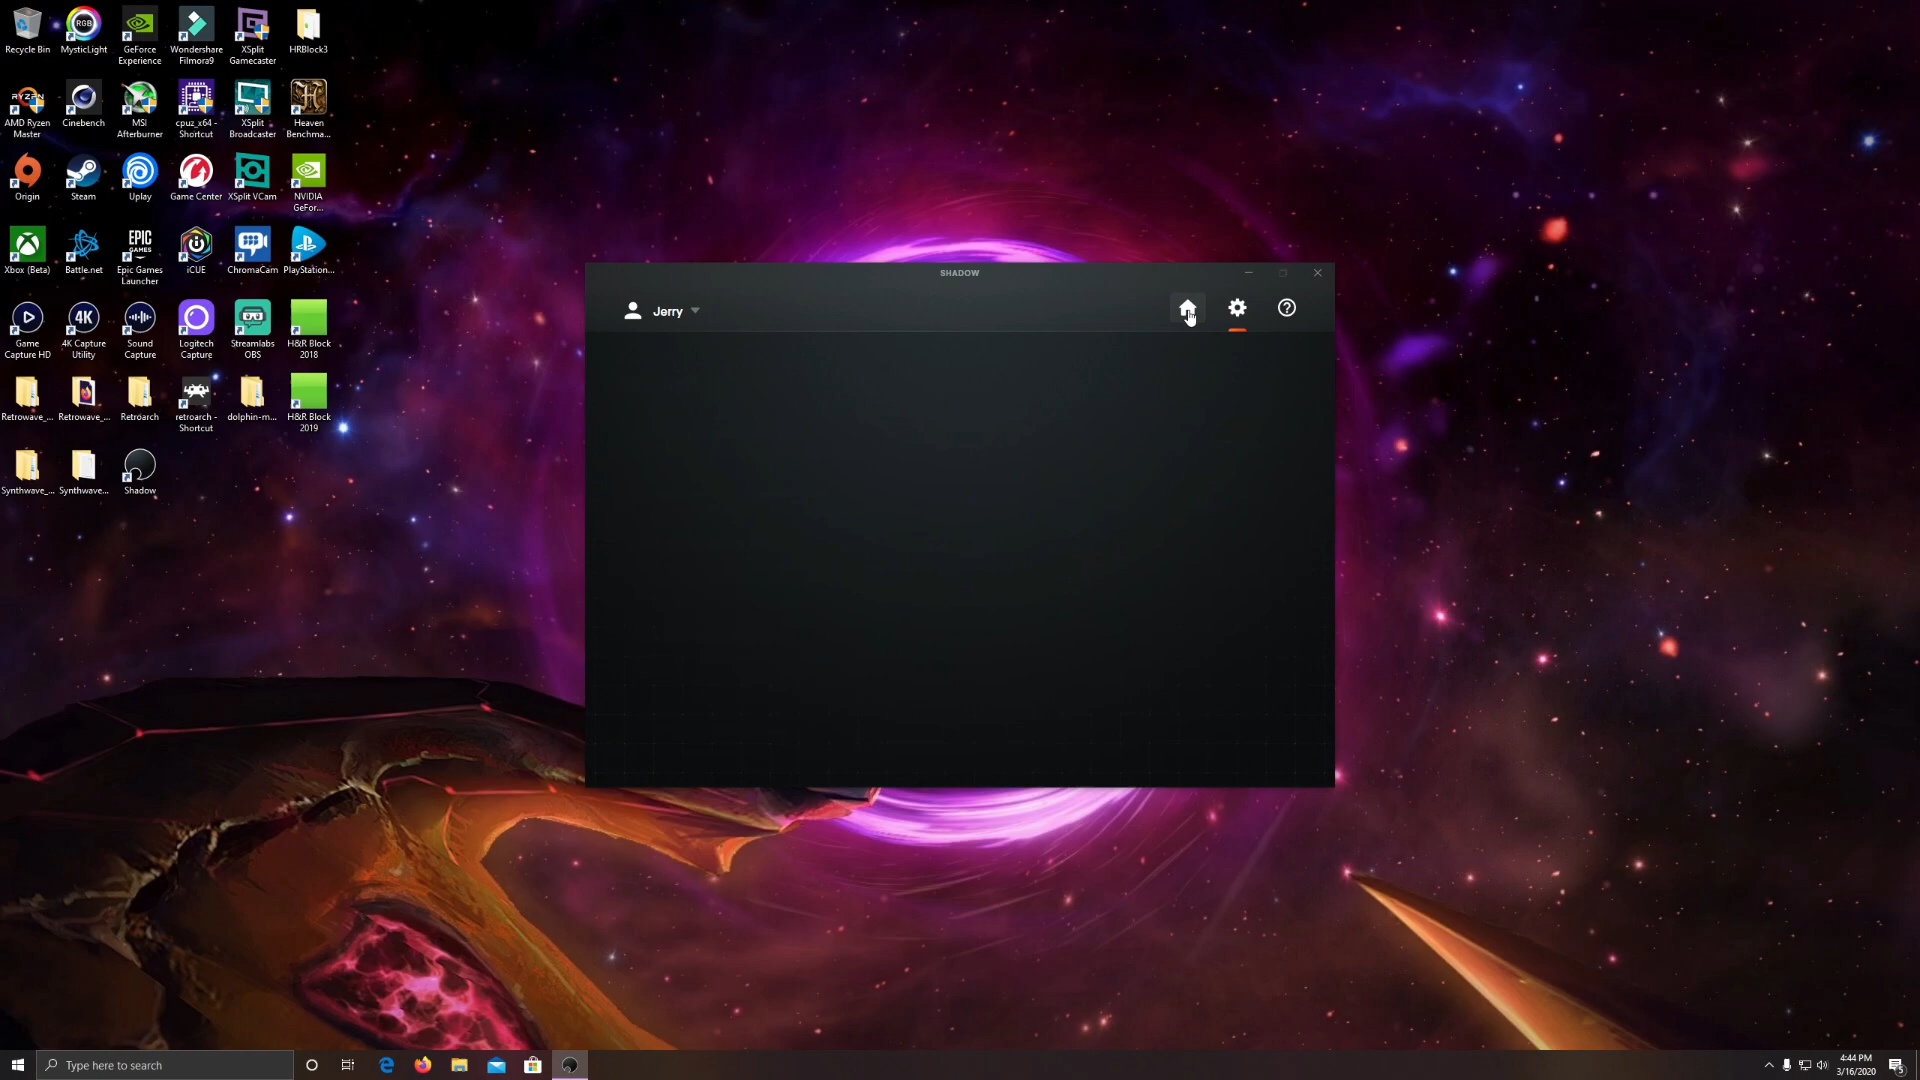 Recycle Bin
MysticLight
GeForce
Experience
Wondershare
Filmora9
XSplit
Gamecaster
HRBlock3
RYZEN
AMD Ryzen
Master
Cinebench
MSI
Afterburner
cpuz_x64 -
Shortcut
XSplit
Broadcaster
Heaven
Benchma...
Origin
Steam
Uplay
Game Center
XSplit VCam
NVIDIA
GeFor...
Xbox (Beta)
Battle.net
EPIC
GAMES
Epic Games
Launcher
iCUE
ChromaCam
PlayStation...
Game
Capture HD
4K
4K Capture
Utility
Sound
Capture
Logitech
Capture
Streamlabs
OBS
H&R Block
2018
Retrowave_...
Retrowave_...
Retroarch
retroarch -
Shortcut
dolphin-m...
H&R Block
2019
Synthwave_...
Synthwave...
Shadow
RGB
SHADOW
Jerry
Type here to search
4:44 PM
3/16/2020
5